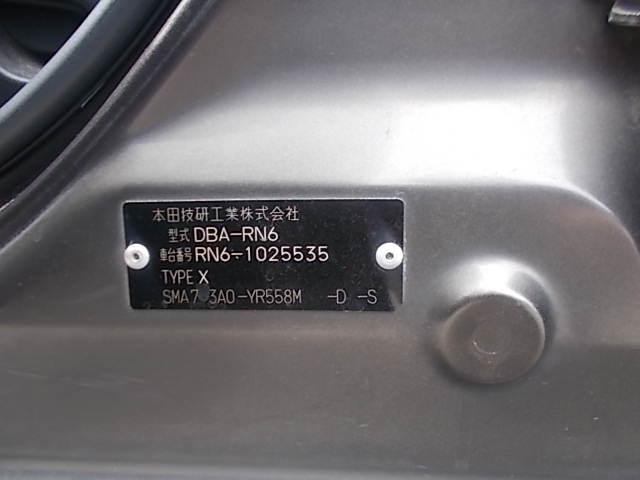 本田技研工業株式会社
型式 DBA-RN6
車台番号 RN6-1025535
TYPE X
SMA7 3A0-YR558M -D -S